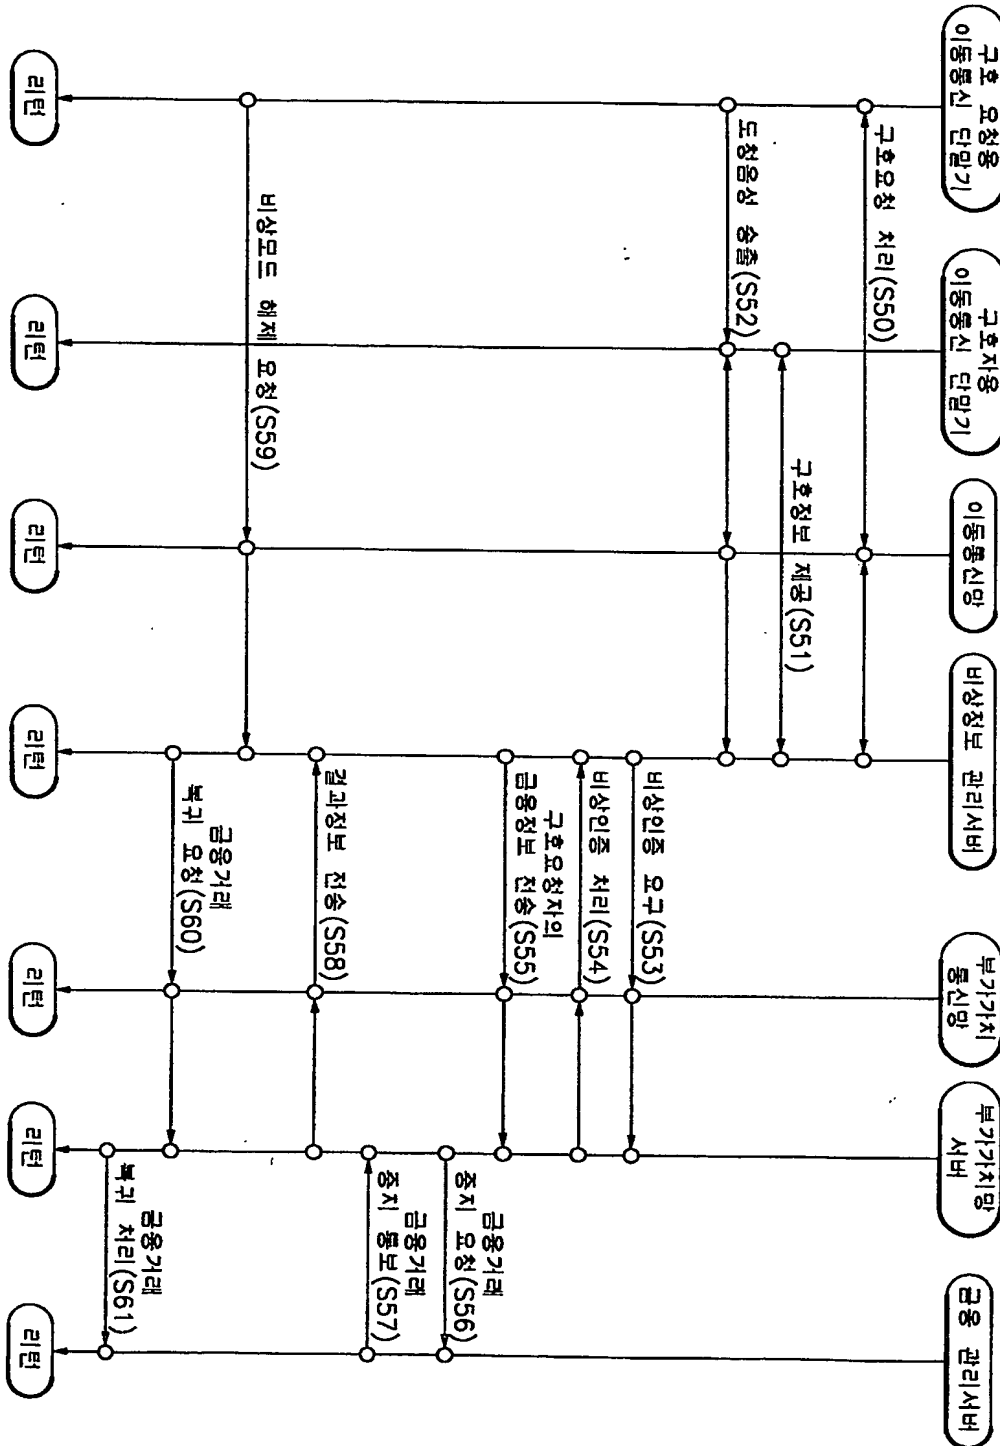 구호 요청용
이동통신 단말기
구호자용
이동통신 단말기
이동통신망
비상정보 관리서버
부가가치
통신망
부가가치망
서버
금융 관리서버
구호요청 처리(S50)
구호정보 제공(S51)
도청음성 송출(S52)
비상인증 요구(S53)
비상인증 처리(S54)
구호요청자의
금융정보 전송(S55)
금융거래
중지 요청(S56)
금융거래
중지 통보(S57)
결과정보 전송(S58)
비상모드 해제 요청(S59)
금융거래
복귀 요청(S60)
금융거래
복귀 처리(S61)
리턴
리턴
리턴
리턴
리턴
리턴
리턴